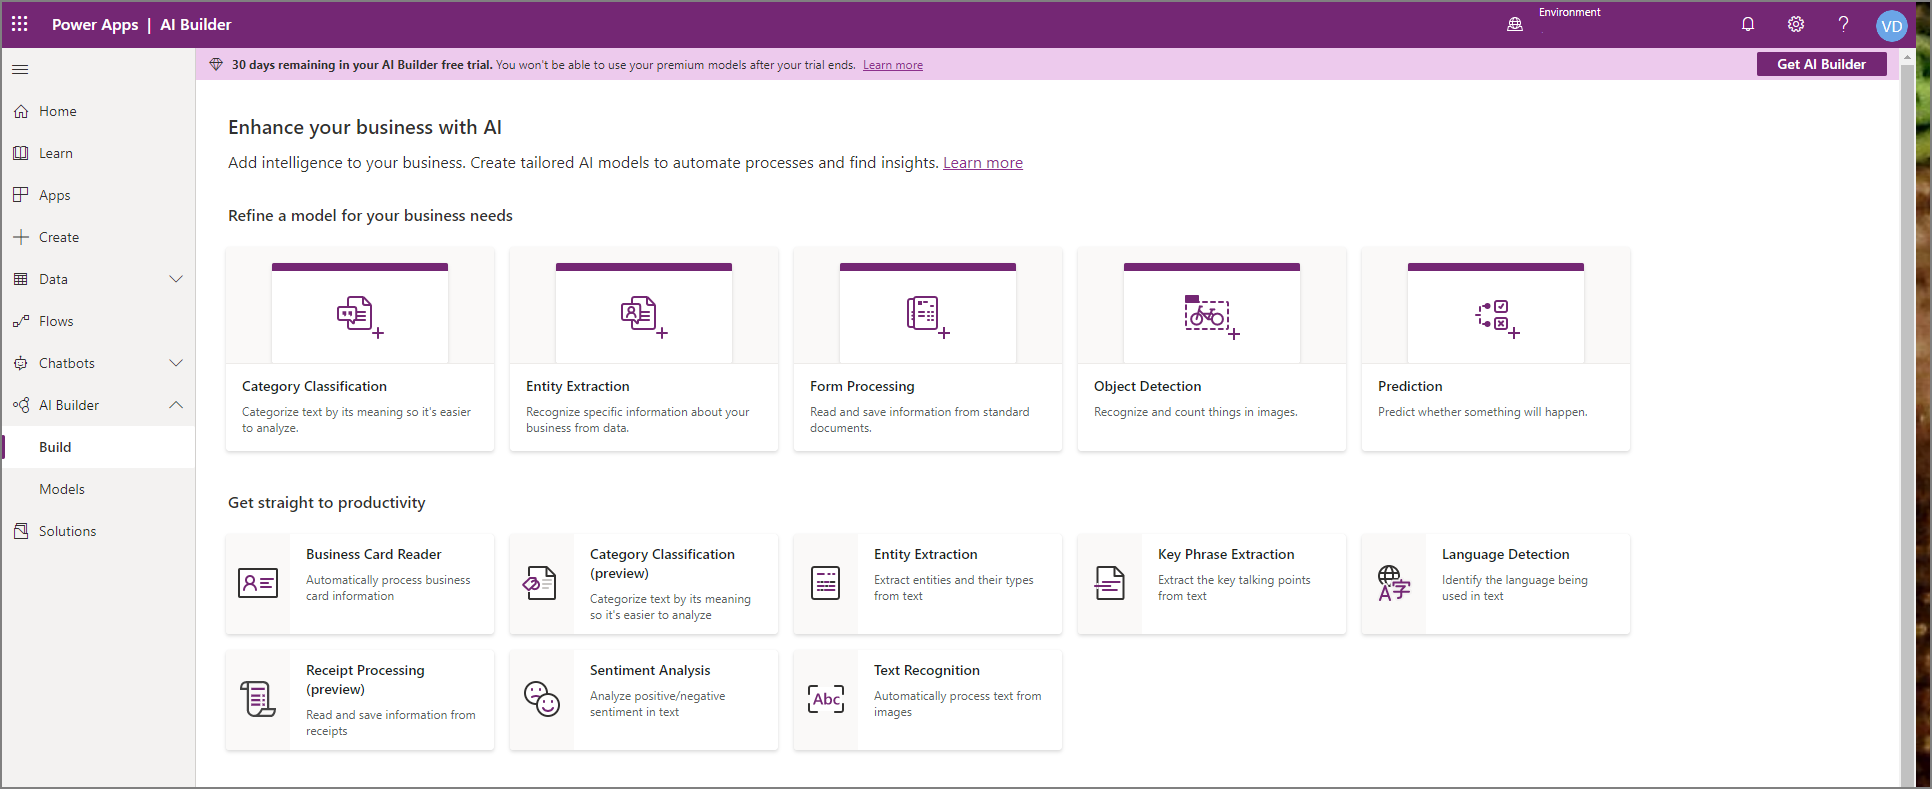 Power Apps | AI Builder
Environment
VD
30 days remaining in your AI Builder free trial. You won't be able to use your premium models after your trial ends. Learn more
Get AI Builder
Home
Learn
Apps
Create
Data
Flows
Chatbots
AI Builder
Build
Models
Solutions
Enhance your business with AI
Add intelligence to your business. Create tailored AI models to automate processes and find insights. Learn more
Refine a model for your business needs
Category Classification
Categorize text by its meaning so it's easier
to analyze.
Entity Extraction
Recognize specific information about your
business from data.
Form Processing
Read and save information from standard
documents.
Object Detection
Recognize and count things in images.
Prediction
Predict whether something will happen.
Get straight to productivity
Business Card Reader
Automatically process business
card information
Category Classification
(preview)
Categorize text by its meaning
so it's easier to analyze
Entity Extraction
Extract entities and their types
from text
Key Phrase Extraction
Extract the key talking points
from text
A字
Language Detection
Identify the language being
used in text
Receipt Processing
(preview)
Read and save information from
receipts
Sentiment Analysis
Analyze positive/negative
sentiment in text
Abc
Text Recognition
Automatically process text from
images